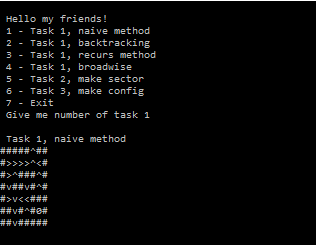 Hello my friends!
1 - Task 1, naive method
2 - Task 1, backtracking
3 - Task 1, recurs method
4 - Task 1, broadwise
5 - Task 2, make sector
6 - Task 3, make config
7 - Exit
Give me number of task 1
Task 1, naive method
#####^##
#>>>>^<#
#>^###^#
#v##v#^#
#>v<<###
##v#^#0#
##v#####